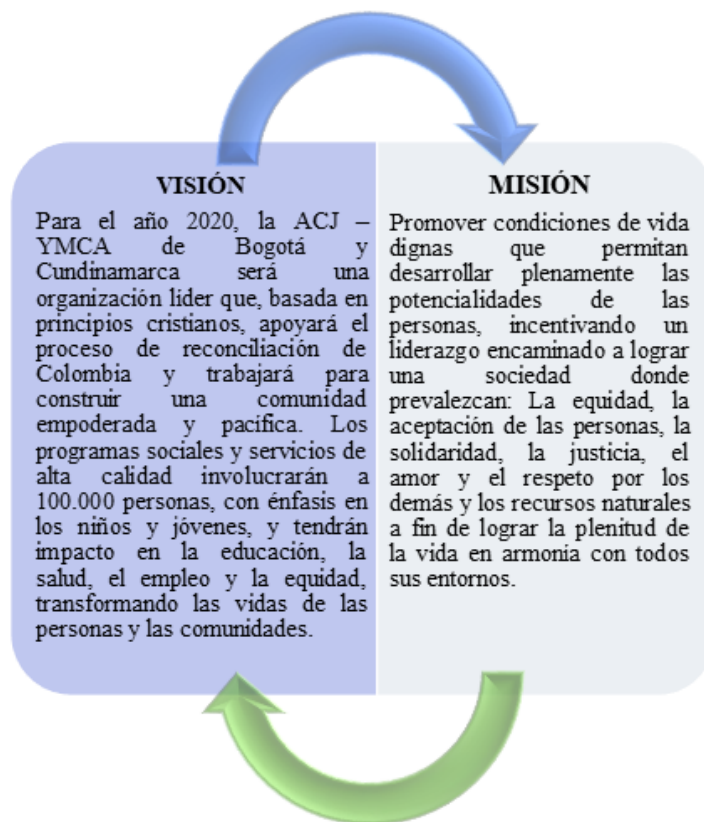 VISIÓN
Para el año 2020, la ACJ –
YMCA de Bogotá y
Cundinamarca será una
organización lider que, basada en
principios cristianos, apoyará el
proceso de reconciliación de
Colombia y trabajará para
construir una comunidad
empoderada y pacífica. Los
programas sociales y servicios de
alta calidad involucrarán a
100.000 personas, con énfasis en
los niños y jóvenes, y tendrán
impacto en la educación, la
salud, el empleo y la equidad,
transformando las vidas de las
personas y las comunidades.
MISIÓN
Promover condiciones de vida
dignas que permitan
desarrollar plenamente las
potencialidades de las
personas, incentivando un
liderazgo encaminado a lograr
una sociedad donde
prevalezcan: La equidad, la
aceptación de las personas, la
solidaridad, la justicia, el
amor y el respeto por los
demás y los recursos naturales
a fin de lograr la plenitud de
la vida en armonía con todos
sus entornos.